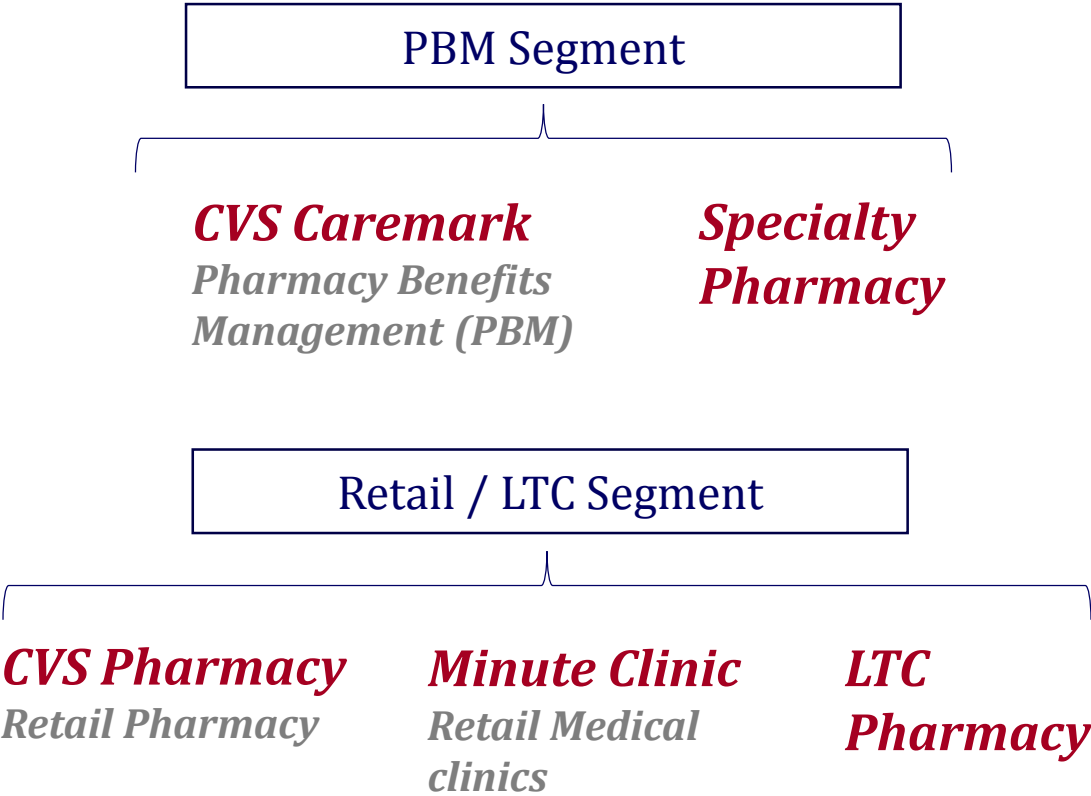 PBM Segment
CVS Caremark
Pharmacy Benefits
Management (PBM)
Specialty
Pharmacy
Retail / LTC Segment
CVS Pharmacy
Retail Pharmacy
Minute Clinic
Retail Medical
clinics
LTC
Pharmacy